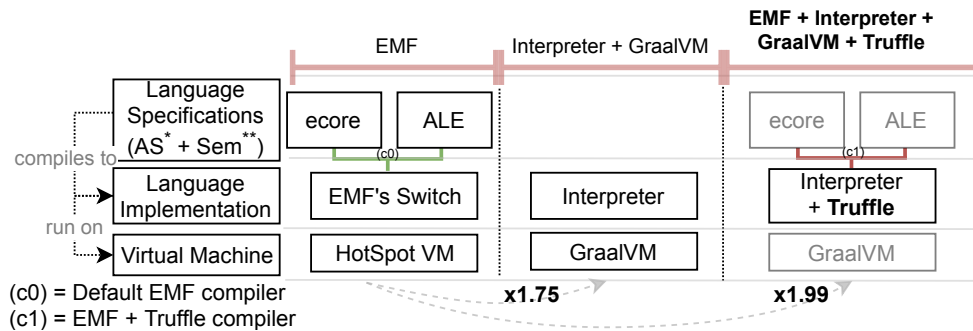 EMF
Interpreter + GraalVM
EMF + Interpreter +
GraalVM + Truffle
Language
Specifications
(AS* + Sem**)
ecore
ALE
(c0)
ecore
ALE
(c1)
compiles to
Language
Implementation
EMF's Switch
Interpreter
Interpreter
+ Truffle
run on
Virtual Machine
HotSpot VM
GraalVM
GraalVM
x1.75
x1.99
(c0) = Default EMF compiler
(c1) = EMF + Truffle compiler